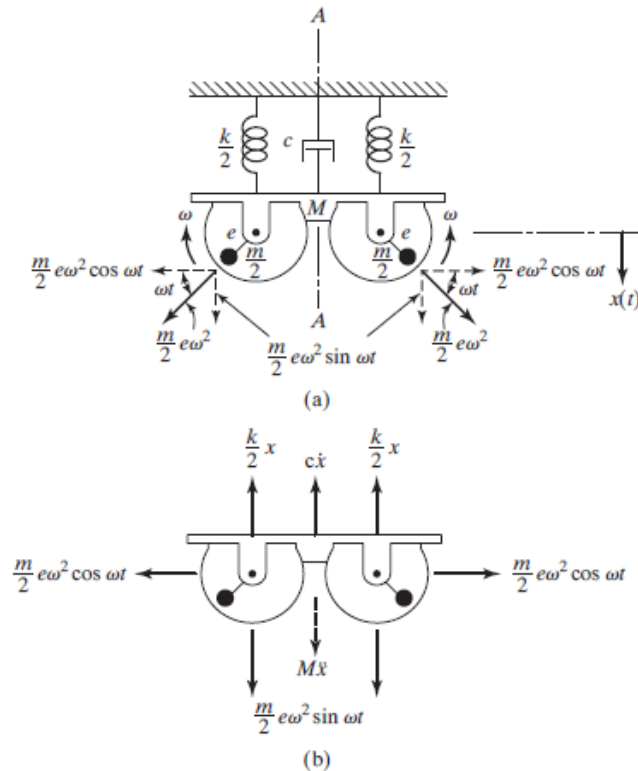 A
k/2
c
k/2
ω
e
M
e
ω
m/2
m/2
m/2 eω² cos ωt
m/2 eω² cos ωt
ωt
ωt
x(t)
A
m/2 eω²
m/2 eω² sin ωt
m/2 eω²
(a)
k/2 x
cẋ
k/2 x
m/2 eω² cos ωt
m/2 eω² cos ωt
Mẍ
m/2 eω² sin ωt
(b)